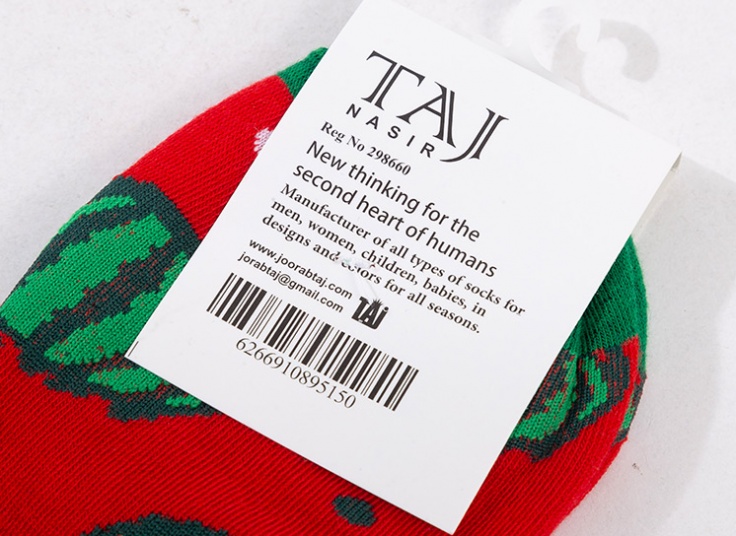 TAJ
NASIR
Reg No 298660
New thinking for the
second heart of humans
Manufacturer of all types of socks for
men, women, children, babies, in
designs and colors for all seasons.
www.joorabtaj.com
jorabtaj@gmail.com
TAJ
6266910895150